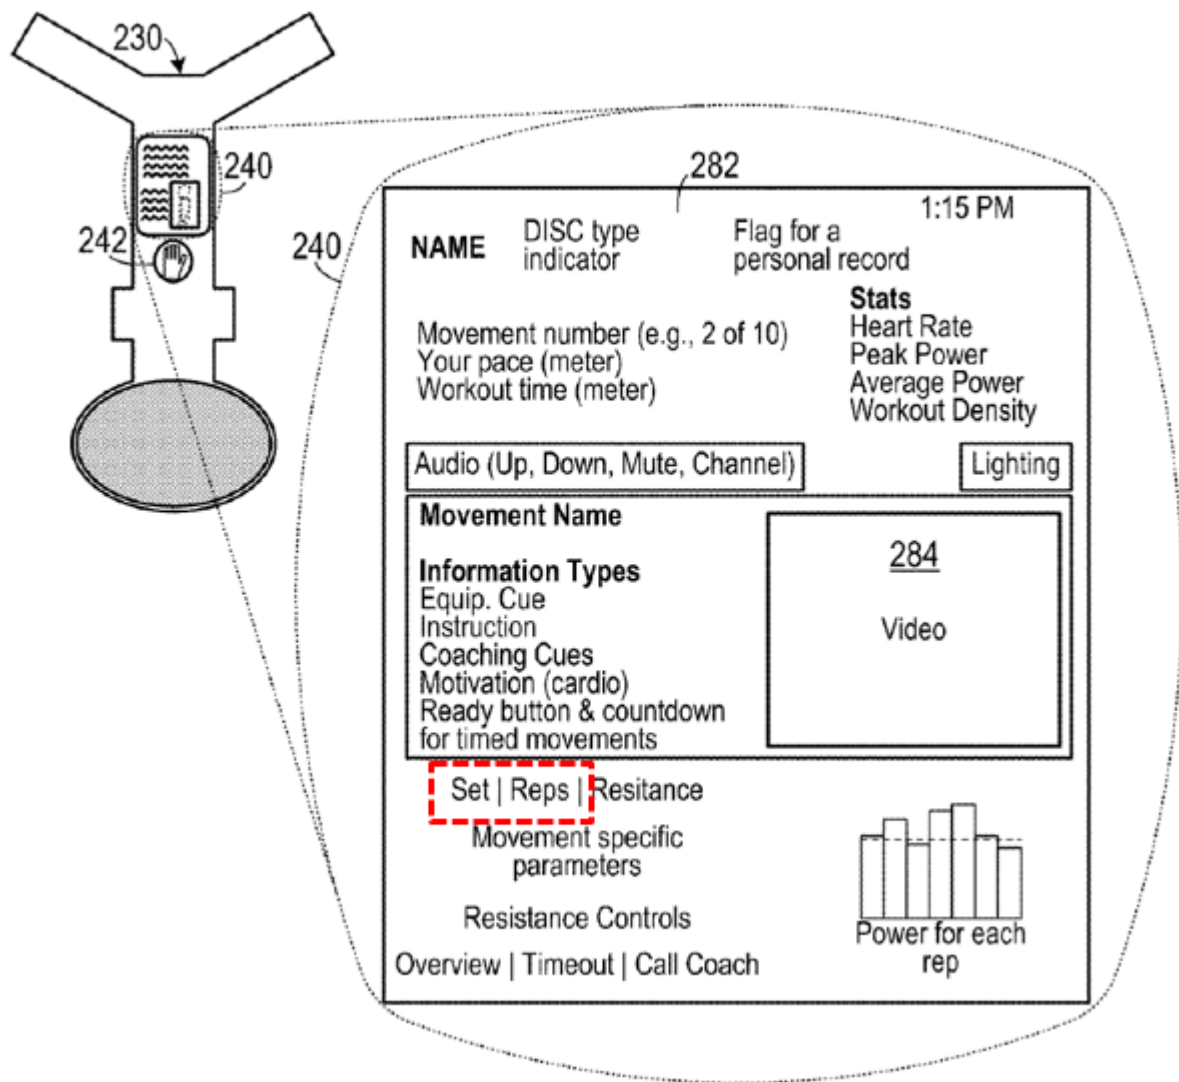 230
240
242
240
282
1:15 PM
NAME
DISC type
indicator
Flag for a
personal record
Movement number (e.g., 2 of 10)
Your pace (meter)
Workout time (meter)
Stats
Heart Rate
Peak Power
Average Power
Workout Density
Audio (Up, Down, Mute, Channel)
Lighting
Movement Name
Information Types
Equip. Cue
Instruction
Coaching Cues
Motivation (cardio)
Ready button & countdown
for timed movements
284
Video
Set | Reps | Resitance
Movement specific
parameters
Resistance Controls
Overview | Timeout | Call Coach
Power for each
rep